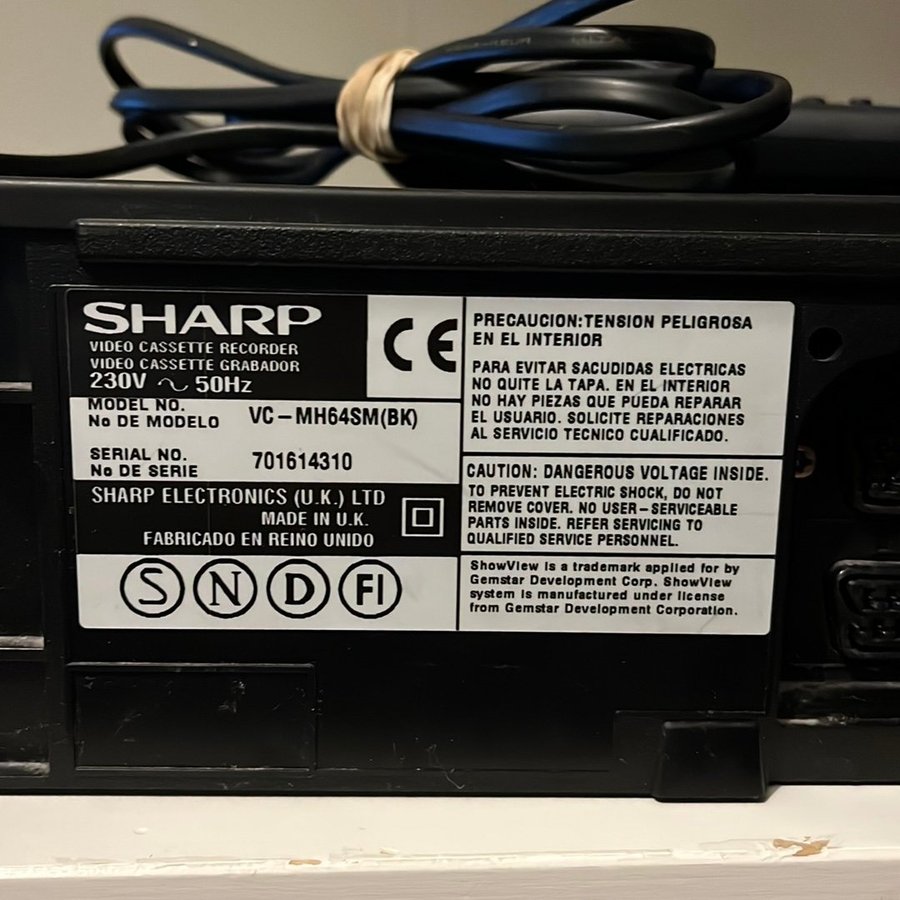 SHARP
VIDEO CASSETTE RECORDER
VIDEO CASSETTE GRABADOR
230V ∼ 50Hz
CE
MODEL NO.
No DE MODELO VC-MH64SM(BK)
SERIAL NO.
No DE SERIE 701614310
SHARP ELECTRONICS (U.K.) LTD
MADE IN U.K.
FABRICADO EN REINO UNIDO
S N D FI
PRECAUCION:TENSION PELIGROSA
EN EL INTERIOR
PARA EVITAR SACUDIDAS ELECTRICAS
NO QUITE LA TAPA. EN EL INTERIOR
NO HAY PIEZAS QUE PUEDA REPARAR
EL USUARIO. SOLICITE REPARACIONES
AL SERVICIO TECNICO CUALIFICADO.
CAUTION: DANGEROUS VOLTAGE INSIDE.
TO PREVENT ELECTRIC SHOCK, DO NOT
REMOVE COVER. NO USER-SERVICEABLE
PARTS INSIDE. REFER SERVICING TO
QUALIFIED SERVICE PERSONNEL.
ShowView is a trademark applied for by
Gemstar Development Corp. ShowView
system is manufactured under license
from Gemstar Development Corporation.